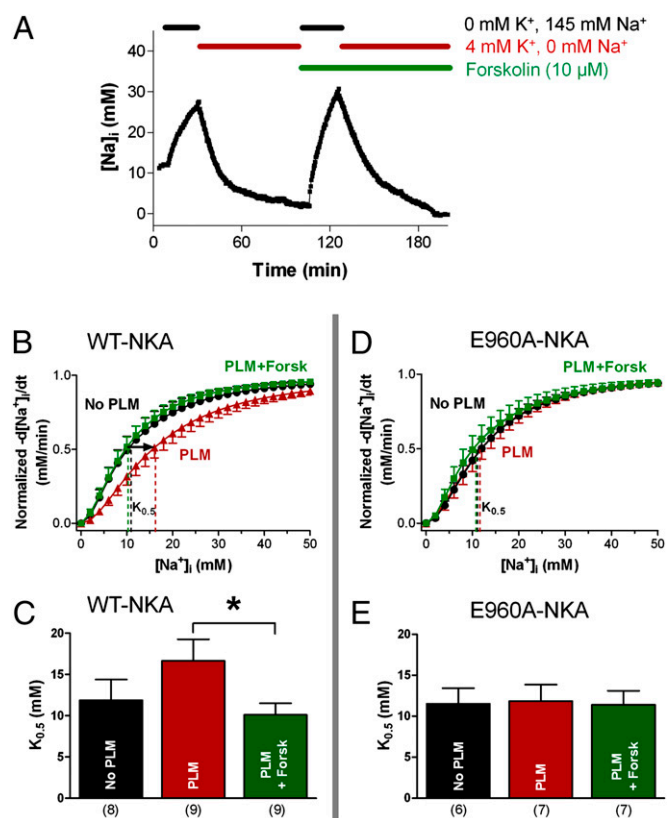 A
0 mM K⁺, 145 mM Na⁺
4 mM K⁺, 0 mM Na⁺
Forskolin (10 µM)
[Na]i (mM)
40
30
20
10
0
0 60 120 180
Time (min)
B WT-NKA
Normalized -d[Na⁺]i/dt
(mM/min)
1.0
0.5
0.0
PLM+Forsk
No PLM
PLM
K0.5
0 10 20 30 40 50
[Na⁺]i (mM)
C WT-NKA
K0.5 (mM)
20
15
10
5
0
*
No PLM
PLM
PLM
+ Forsk
(8) (9) (9)
D E960A-NKA
Normalized -d[Na⁺]i/dt
(mM/min)
1.0
0.5
0.0
PLM+Forsk
No PLM
PLM
K0.5
0 10 20 30 40 50
[Na⁺]i (mM)
E E960A-NKA
K0.5 (mM)
20
15
10
5
0
No PLM
PLM
PLM
+ Forsk
(6) (7) (7)